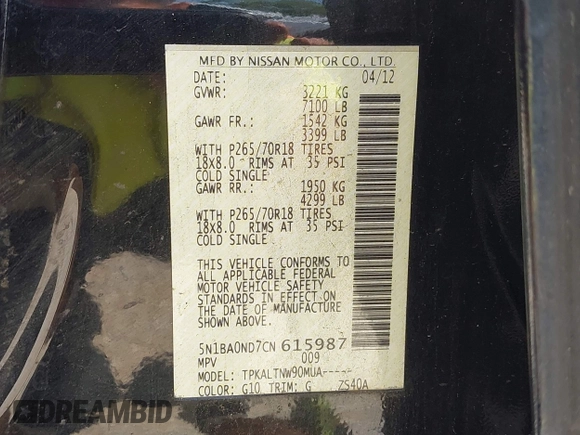 MFD BY NISSAN MOTOR CO., LTD.
DATE: 04/12
GVWR: 3221 KG
7100 LB
GAWR FR.: 1542 KG
3399 LB
WITH P265/70R18 TIRES
18x8.0 RIMS AT 35 PSI
COLD SINGLE
GAWR RR.: 1950 KG
4299 LB
WITH P265/70R18 TIRES
18x8.0 RIMS AT 35 PSI
COLD SINGLE
THIS VEHICLE CONFORMS TO
ALL APPLICABLE FEDERAL
MOTOR VEHICLE SAFETY
STANDARDS IN EFFECT ON
THE DATE OF MANUFACTURE
SHOWN ABOVE.
5N1BA0ND7CN 615987
MPV 009
MODEL: TPKALTNW90MUA-----
COLOR: G10 TRIM: G ZS40A
DREAMBID